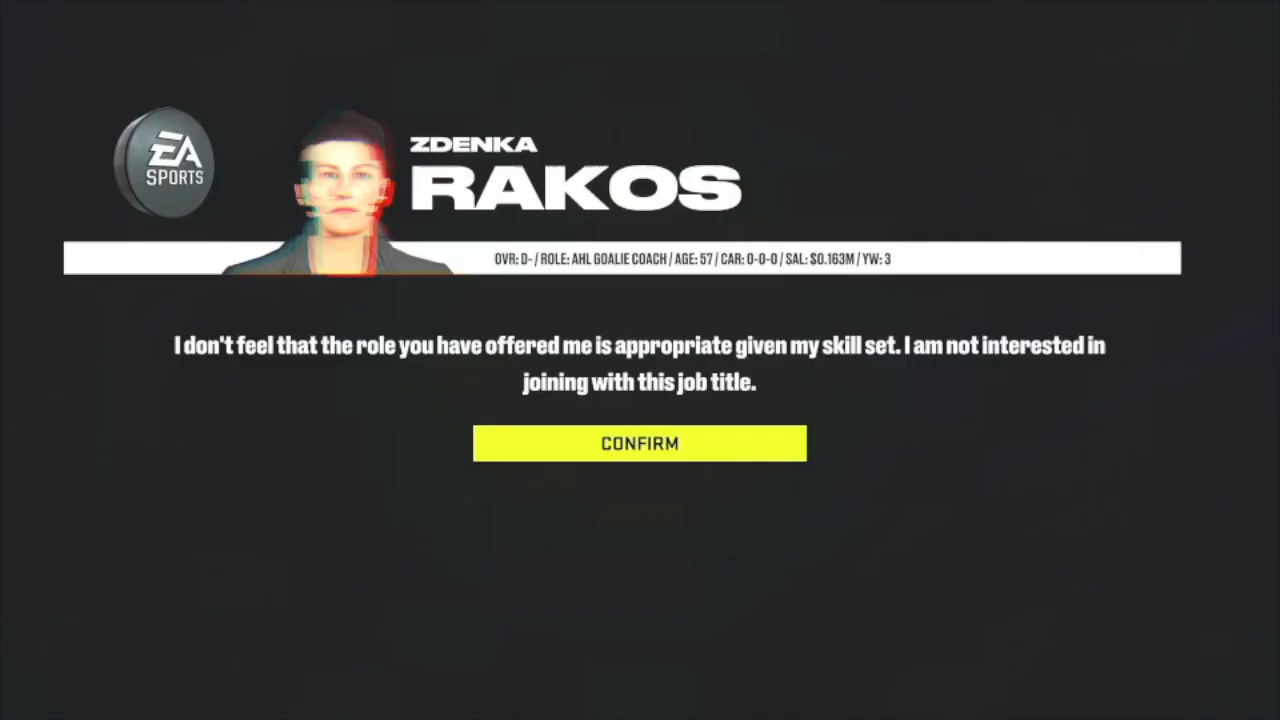 EA
SPORTS
ZDENKA
RAKOS
OVR: D- / ROLE: AHL GOALIE COACH / AGE: 57 / CAR: 0-0-0 / SAL: $0.163M / YW: 3
I don't feel that the role you have offered me is appropriate given my skill set. I am not interested in
joining with this job title.
CONFIRM